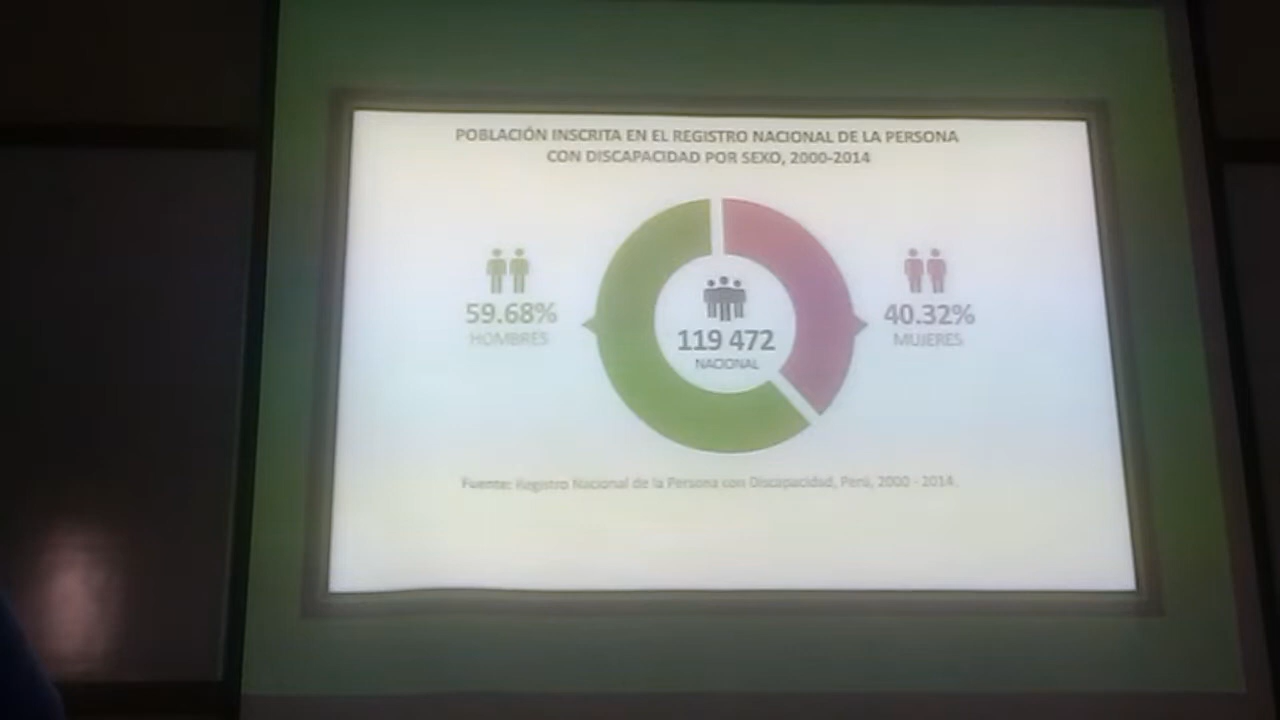 POBLACIÓN INSCRITA EN EL REGISTRO NACIONAL DE LA PERSONA
CON DISCAPACIDAD POR SEXO, 2000-2014
59.68%
HOMBRES
119 472
NACIONAL
40.32%
MUJERES
Fuente: Registro Nacional de la Persona con Discapacidad, Perú, 2000 - 2014.